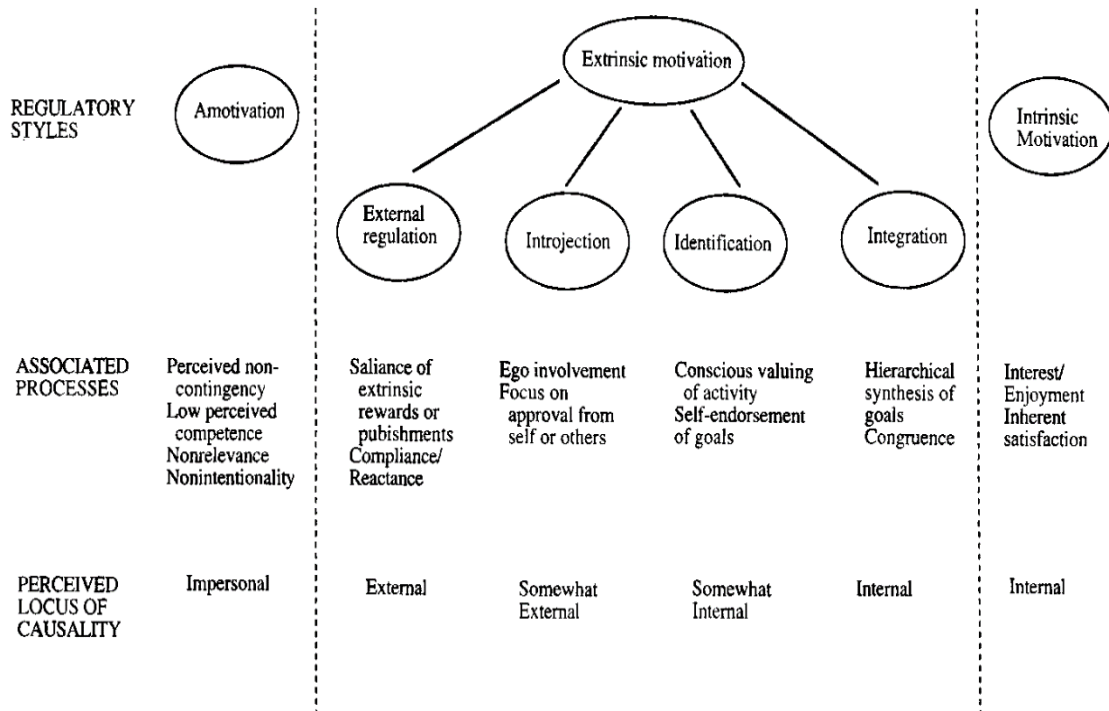 Extrinsic motivation
REGULATORY
STYLES
Amotivation
Intrinsic
Motivation
External
regulation
Introjection
Identification
Integration
ASSOCIATED
PROCESSES
Perceived non-
contingency
Low perceived
competence
Nonrelevance
Nonintentionality
Saliance of
extrinsic
rewards or
pubishments
Compliance/
Reactance
Ego involvement
Focus on
approval from
self or others
Conscious valuing
of activity
Self-endorsement
of goals
Hierarchical
synthesis of
goals
Congruence
Interest/
Enjoyment
Inherent
satisfaction
PERCEIVED
LOCUS OF
CAUSALITY
Impersonal
External
Somewhat
External
Somewhat
Internal
Internal
Internal